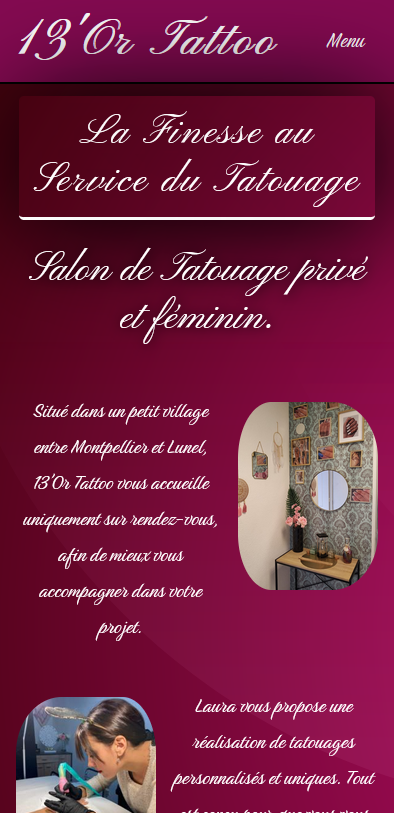 13'Or Tattoo
Menu
La Finesse au
Service du Tatouage
Salon de Tatouage privé
et féminin.
Situé dans un petit village
entre Montpellier et Lunel,
13'Or Tattoo vous accueille
uniquement sur rendez-vous,
afin de mieux vous
accompagner dans votre
projet.
Laura vous propose une
réalisation de tatouages
personnalisés et uniques. Tout